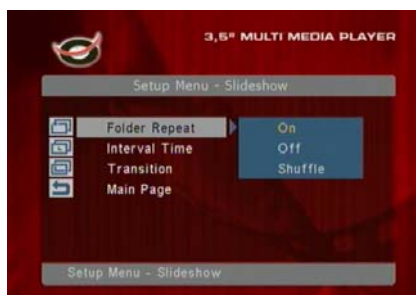 3,5" MULTI MEDIA PLAYER
Setup Menu - Slideshow
Folder Repeat
On
Interval Time
Off
Transition
Shuffle
Main Page
Setup Menu - Slideshow